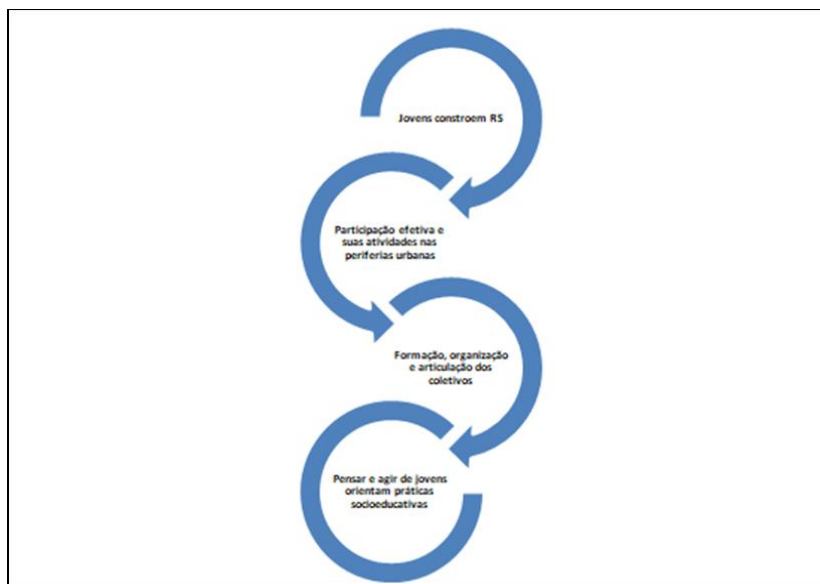 Jovens constroem RS
Participação efetiva e
suas atividades nas
periferias urbanas
Formação, organização
e articulação dos
coletivos
Pensar e agir de jovens
orientam práticas
socioeducativas